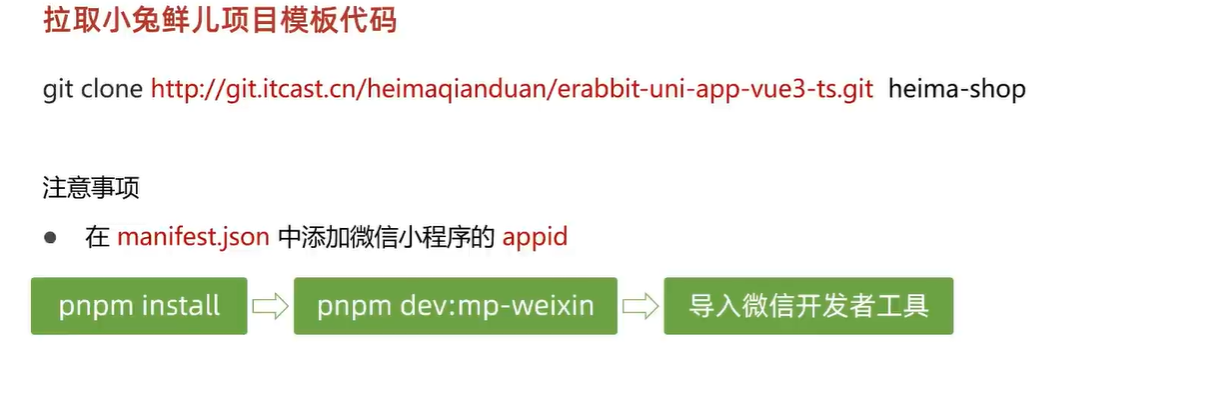 拉取小兔鲜儿项目模板代码
git clone http://git.itcast.cn/heimaqianduan/erabbit-uni-app-vue3-ts.git heima-shop
注意事项
● 在 manifest.json 中添加微信小程序的 appid
pnpm install
pnpm dev:mp-weixin
导入微信开发者工具